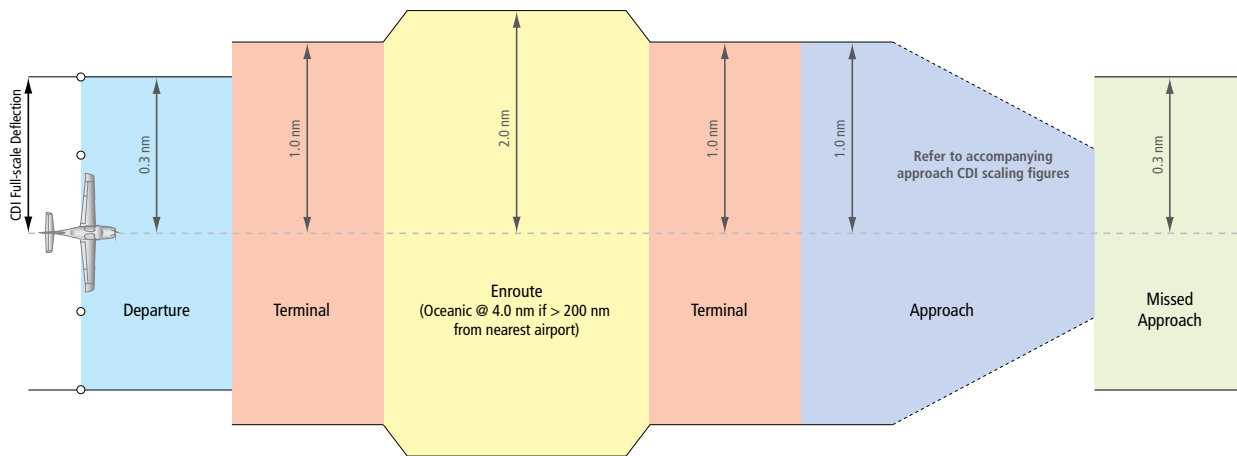 CDI Full-scale Deflection
0.3 nm
Departure
1.0 nm
Terminal
2.0 nm
Enroute
(Oceanic @ 4.0 nm if > 200 nm
from nearest airport)
1.0 nm
Terminal
1.0 nm
Refer to accompanying
approach CDI scaling figures
Approach
0.3 nm
Missed
Approach